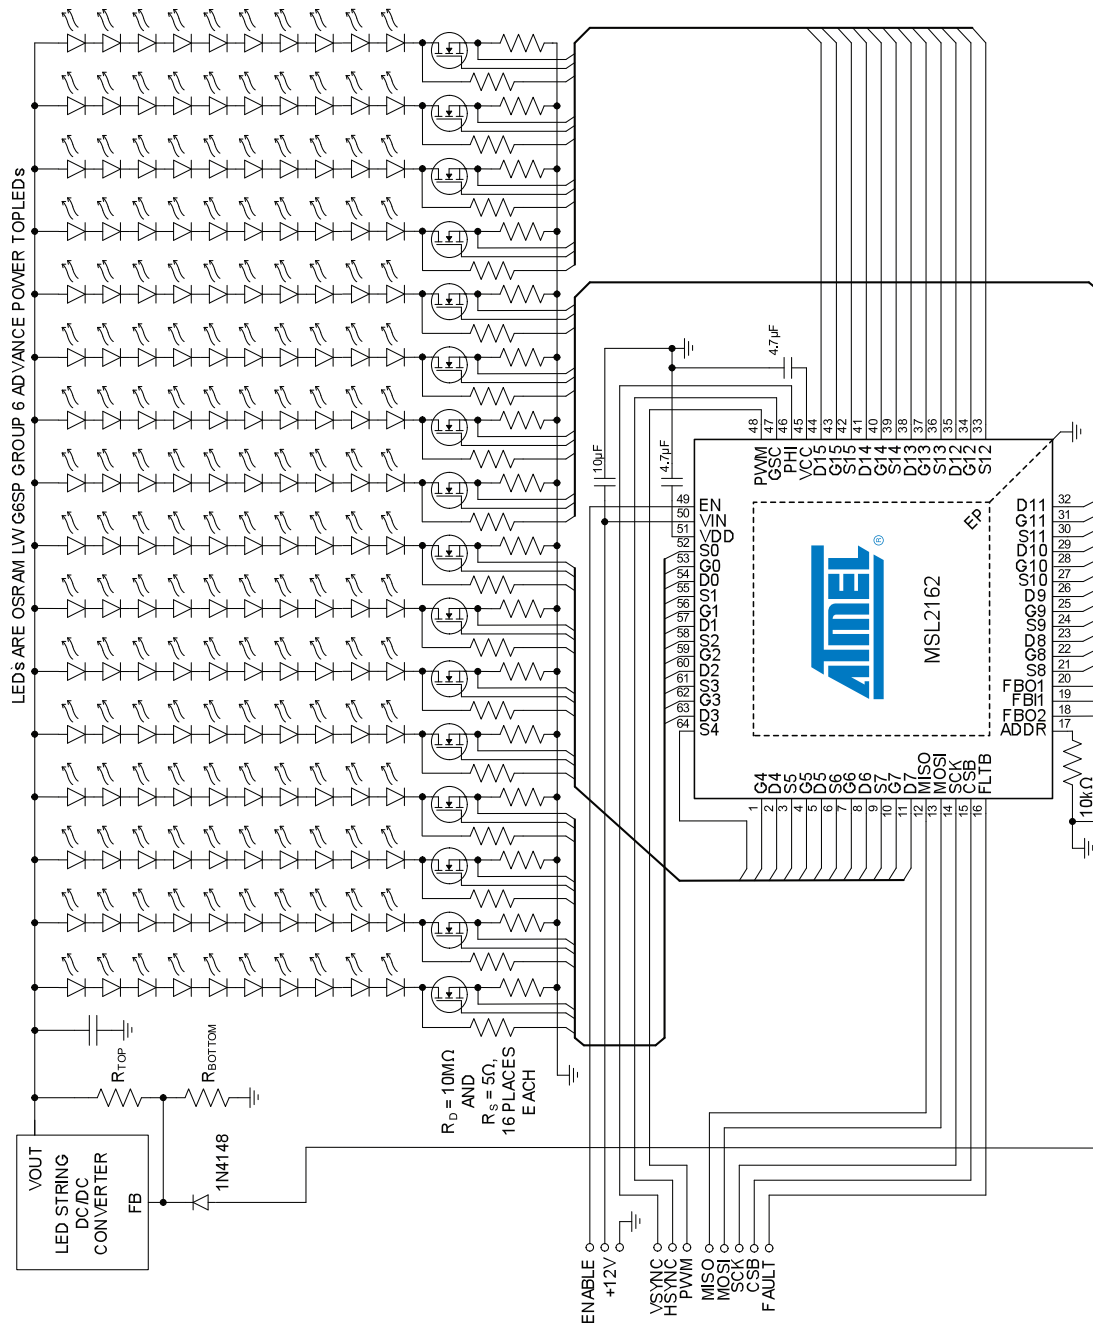 LEDs ARE OSRAM LW G6SP GROUP 6 ADVANCE POWER TOPLEDs
VOUT
LED STRING
DC/DC
CONVERTER
FB
1N4148
RTOP
RBOTTOM
RD = 10MΩ
AND
RS = 5Ω,
16 PLACES
EACH
ENABLE
+12V
VSYNC
HSYNC
PWM
MISO
MOSI
SCK
CSB
FAULT
10µF
4.7µF
4.7µF
48 PWM
47 GSC
46 PHI
45 VCC
44 D15
43 G15
42 S15
41 D14
40 G14
39 S14
38 D13
37 G13
36 S13
35 D12
34 G12
33 S12
49 EN
50 VIN
51 VDD
52 S0
53 G0
54 D0
55 S1
56 G1
57 D1
58 S2
59 G2
60 D2
61 S3
62 G3
63 D3
64 S4
EP
ATMEL ®
MSL2162
D11 32
G11 31
S11 30
D10 29
G10 28
S10 27
D9 26
G9 25
S9 24
D8 23
G8 22
S8 21
FBO1 20
FBI1 19
FBO2 18
ADDR 17
G4 1
D4 2
S5 3
G5 4
D5 5
S6 6
G6 7
D6 8
S7 9
G7 10
D7 11
MISO 12
MOSI 13
SCK 14
CSB 15
FLTB 16
10kΩ